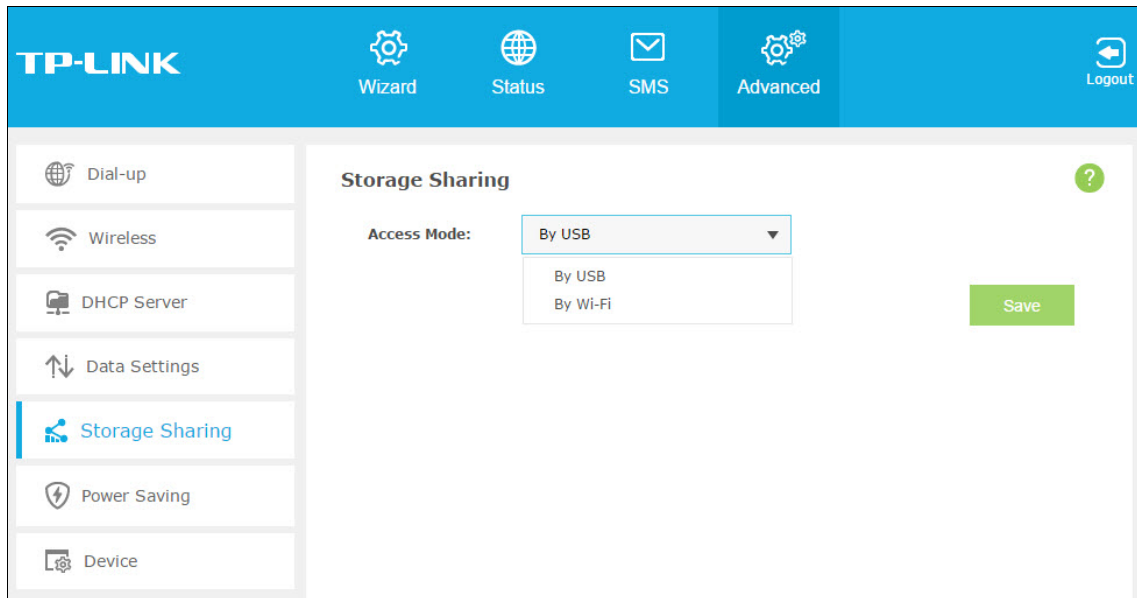 TP-LINK
Wizard
Status
SMS
Advanced
Logout
Dial-up
Wireless
DHCP Server
Data Settings
Storage Sharing
Power Saving
Device
Storage Sharing
?
Access Mode:
By USB
By USB
By Wi-Fi
Save